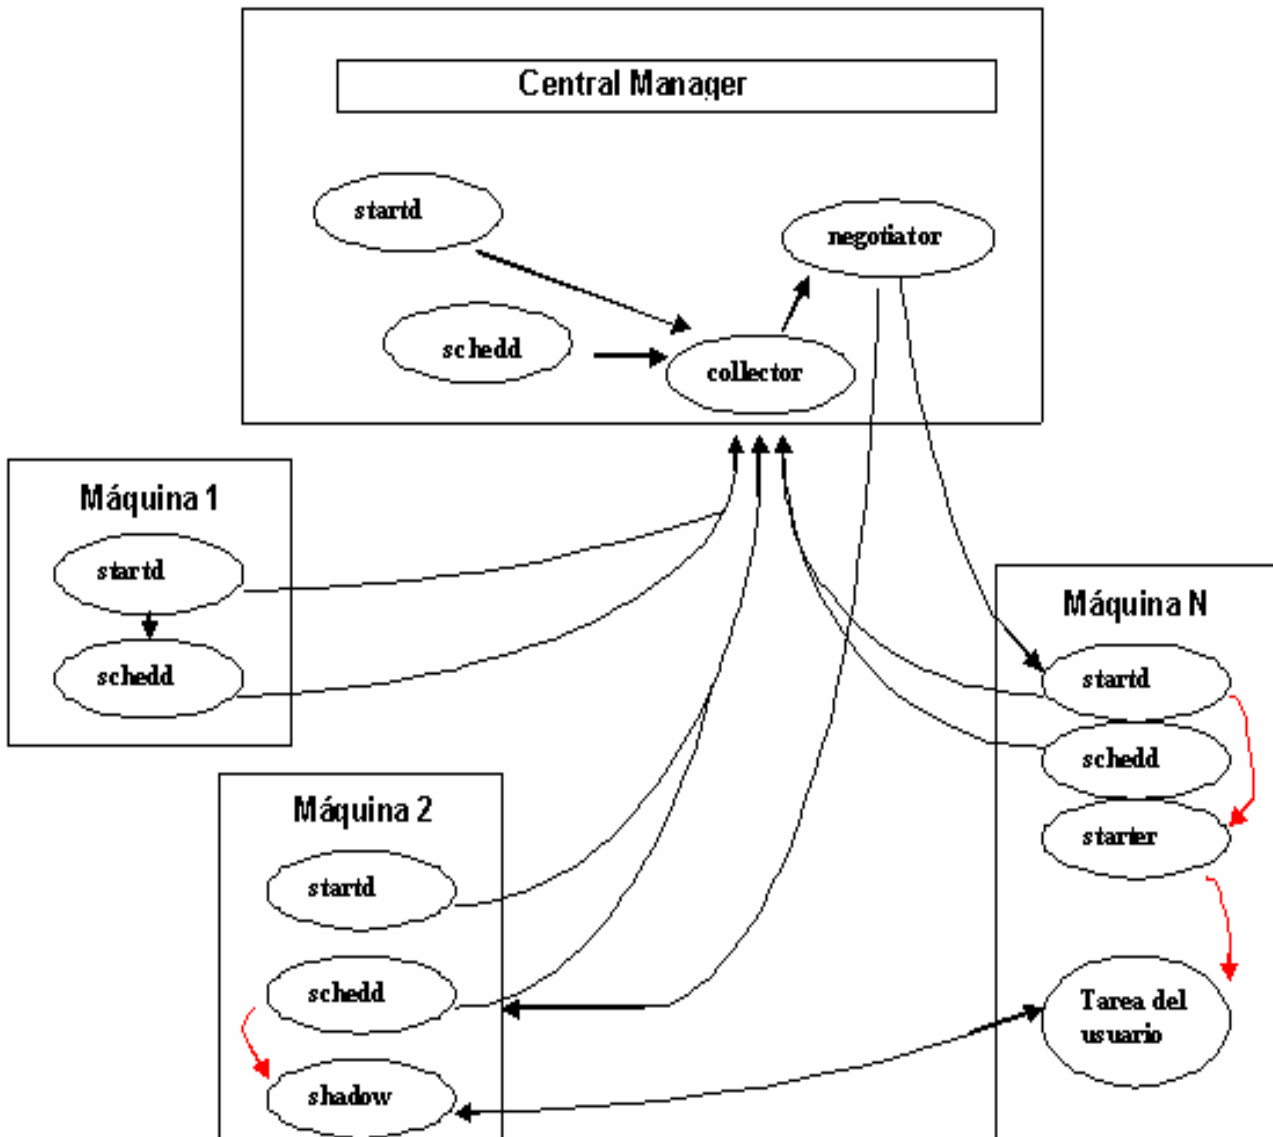 Central Manager
startd
negotiator
schedd
collector
Máquina 1
startd
schedd
Máquina 2
startd
schedd
shadow
Máquina N
startd
schedd
starter
Tarea del
usuario